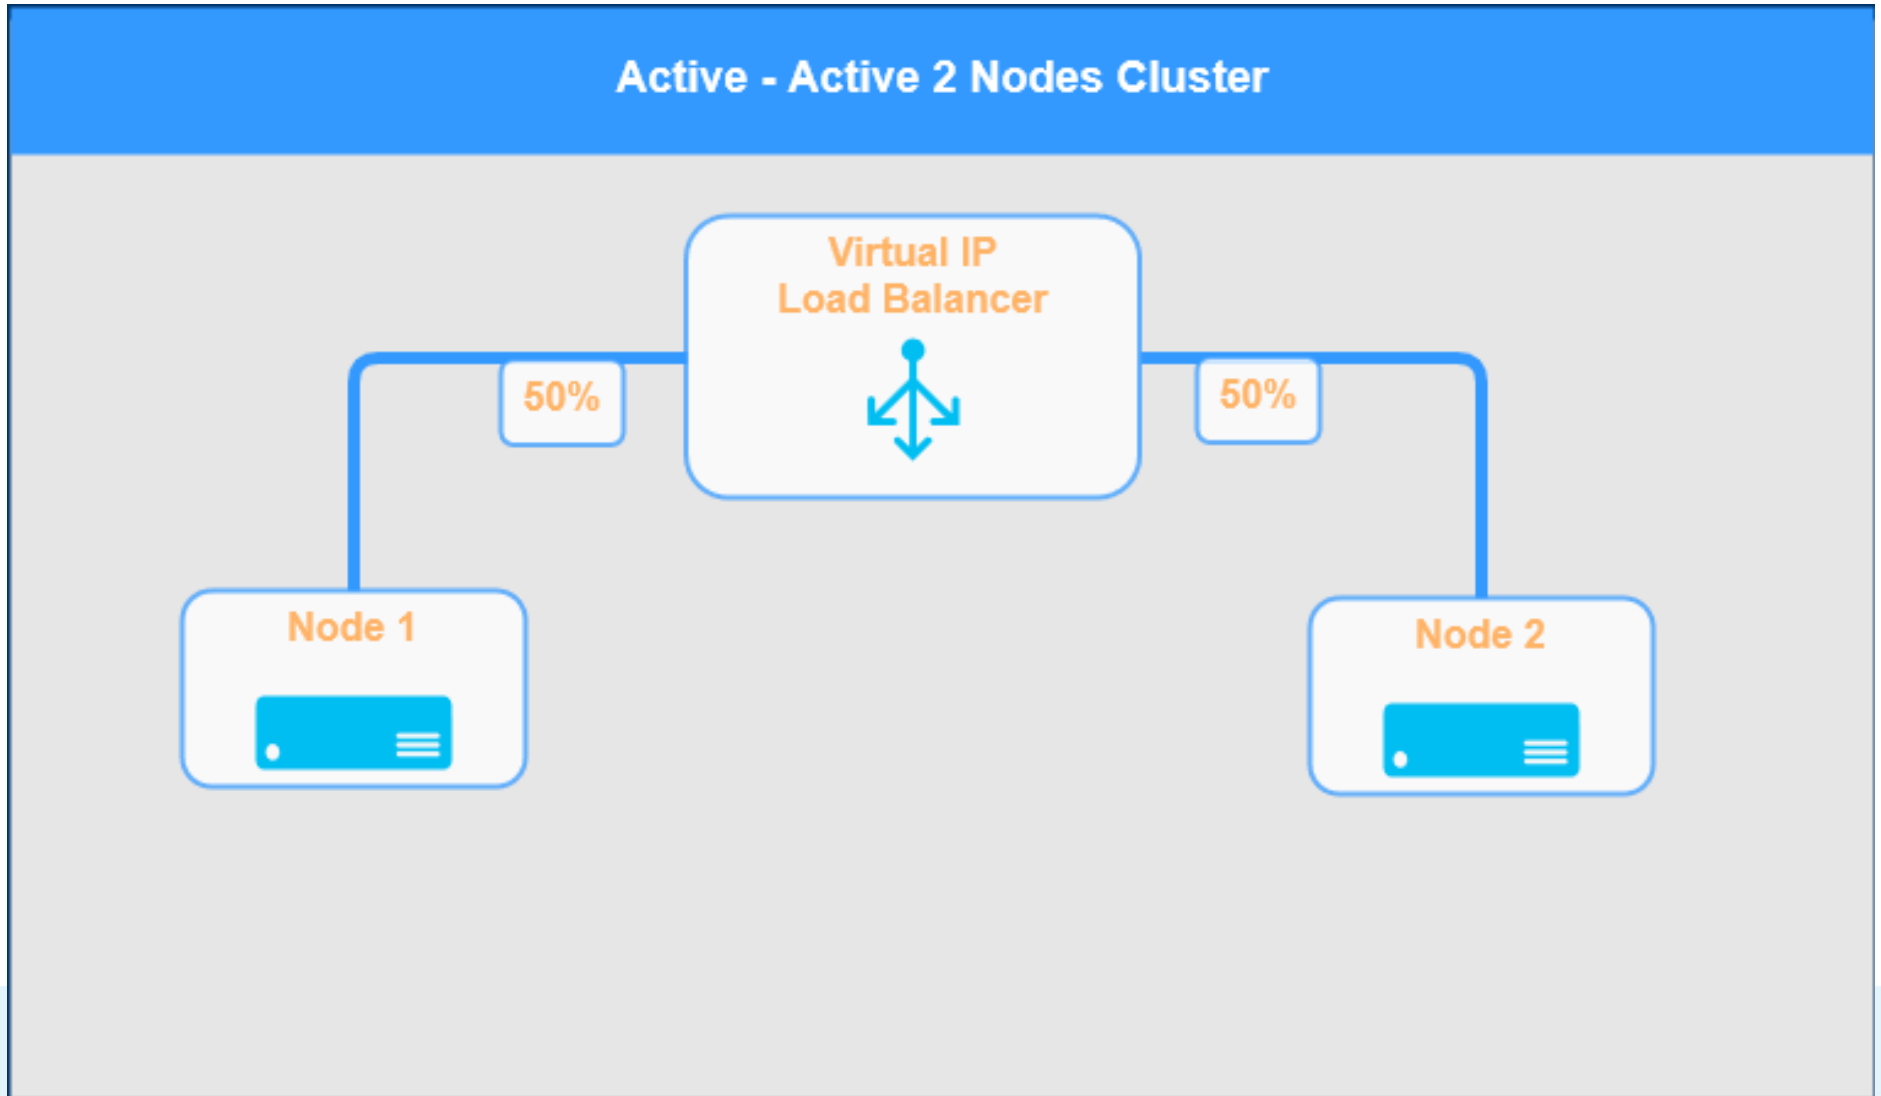 Active - Active 2 Nodes Cluster
Virtual IP
Load Balancer
50%
50%
Node 1
Node 2